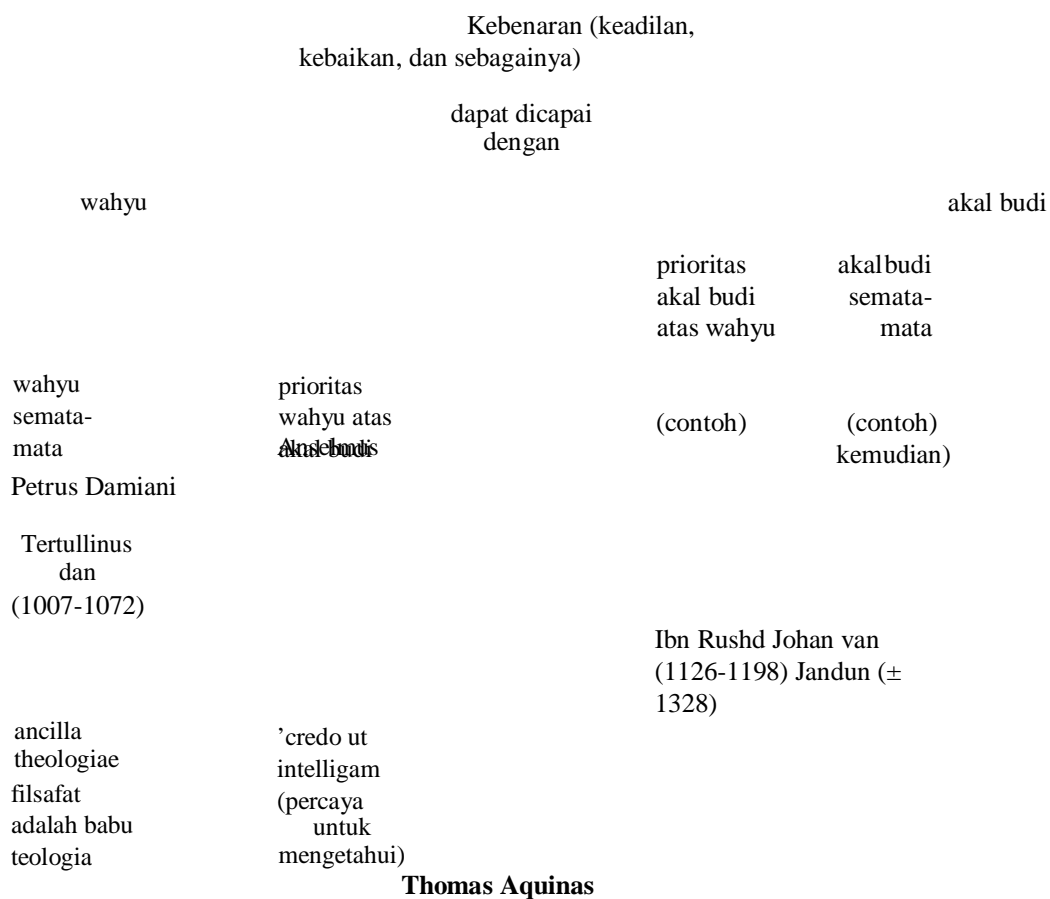 Kebenaran (keadilan,
kebaikan, dan sebagainya)
dapat dicapai
dengan
wahyu
akal budi
prioritas
akal budi
atas wahyu
akalbudi
semata-
mata
wahyu
semata-
mata
prioritas
wahyu atas
akal budi
Anselmus
(contoh)
(contoh)
kemudian)
Petrus Damiani
Tertullinus
dan
(1007-1072)
Ibn Rushd Johan van
(1126-1198) Jandun (±
1328)
ancilla
theologiae
filsafat
adalah babu
teologia
’credo ut
intelligam
(percaya
untuk
mengetahui)
Thomas Aquinas